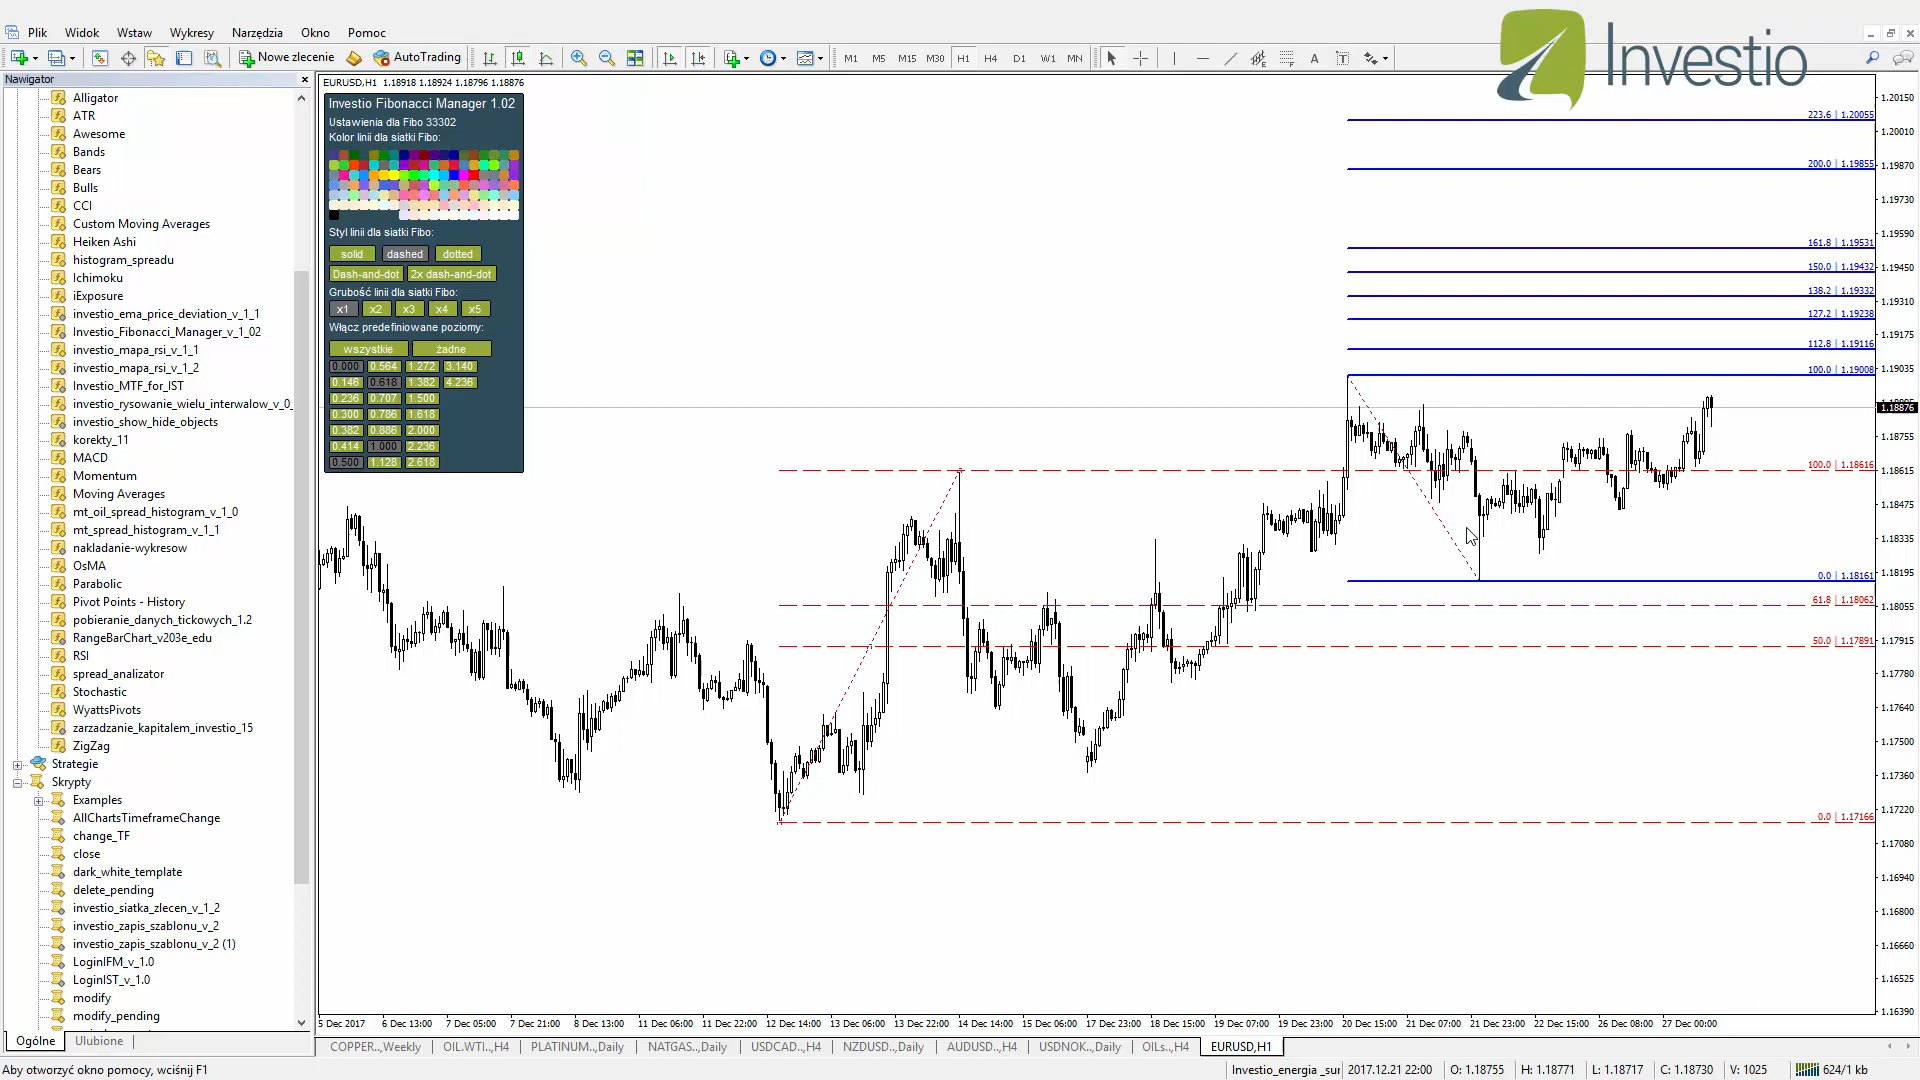 Investio
Plik Widok Wstaw Wykresy Narzędzia Okno Pomoc
Nowe zlecenie AutoTrading M1 M5 M15 M30 H1 H4 D1 W1 MN A T
Nawigator
Alligator
ATR
Awesome
Bands
Bears
Bulls
CCI
Custom Moving Averages
Heiken Ashi
histogram_spreadu
Ichimoku
iExposure
investio_ema_price_deviation_v_1_1
Investio_Fibonacci_Manager_v_1_02
investio_mapa_rsi_v_1_1
investio_mapa_rsi_v_1_2
Investio_MTF_for_IST
investio_rysowanie_wielu_interwalow_v_0_
investio_show_hide_objects
korekty_11
MACD
Momentum
Moving Averages
mt_oil_spread_histogram_v_1_0
mt_spread_histogram_v_1_1
nakladanie-wykresow
OsMA
Parabolic
Pivot Points - History
pobieranie_danych_tickowych_1.2
RangeBarChart_v203e_edu
RSI
spread_analizator
Stochastic
WyattsPivots
zarzadzanie_kapitalem_investio_15
ZigZag
Strategie
Skrypty
Examples
AllChartsTimeframeChange
change_TF
close
dark_white_template
delete_pending
investio_siatka_zlecen_v_1_2
investio_zapis_szablonu_v_2
investio_zapis_szablonu_v_2 (1)
LoginIFM_v_1.0
LoginIST_v_1.0
modify
modify_pending
Ogólne Ulubione
EURUSD,H1 1.18918 1.18924 1.18796 1.18876
Investio Fibonacci Manager 1.02
Ustawienia dla Fibo 33302
Kolor linii dla siatki Fibo:
Styl linii dla siatki Fibo:
solid dashed dotted
Dash-and-dot 2x dash-and-dot
Grubość linii dla siatki Fibo:
x1 x2 x3 x4 x5
Włącz predefiniowane poziomy:
wszystkie żadne
0.000 0.564 1.272 3.140
0.146 0.618 1.382 4.236
0.236 0.707 1.500
0.300 0.786 1.618
0.382 0.886 2.000
0.414 1.000 2.236
0.500 1.128 2.618
223.6 | 1.20055
200.0 | 1.19855
161.8 | 1.19531
150.0 | 1.19432
138.2 | 1.19332
127.2 | 1.19238
112.8 | 1.19116
100.0 | 1.19008
100.0 | 1.18616
0.0 | 1.18161
61.8 | 1.18062
50.0 | 1.17891
0.0 | 1.17166
1.20150
1.20010
1.19870
1.19730
1.19590
1.19450
1.19310
1.19175
1.19035
1.18876
1.18755
1.18615
1.18475
1.18335
1.18195
1.18055
1.17915
1.17780
1.17640
1.17500
1.17360
1.17220
1.17080
1.16940
1.16800
1.16660
1.16525
1.16390
5 Dec 2017 6 Dec 13:00 7 Dec 05:00 7 Dec 21:00 8 Dec 13:00 11 Dec 06:00 11 Dec 22:00 12 Dec 14:00 13 Dec 06:00 13 Dec 22:00 14 Dec 14:00 15 Dec 06:00 17 Dec 23:00 18 Dec 15:00 19 Dec 07:00 19 Dec 23:00 20 Dec 15:00 21 Dec 07:00 21 Dec 23:00 22 Dec 15:00 26 Dec 08:00 27 Dec 00:00
COPPER..,Weekly OIL.WTI..,H4 PLATINUM..,Daily NATGAS..,Daily USDCAD..,H4 NZDUSD..,Daily AUDUSD..,H4 USDNOK..,Daily OILs..,H4 EURUSD,H1
Aby otworzyć okno pomocy, wciśnij F1 Investio_energia _sur 2017.12.21 22:00 O: 1.18755 H: 1.18771 L: 1.18717 C: 1.18730 V: 1025 624/1 kb